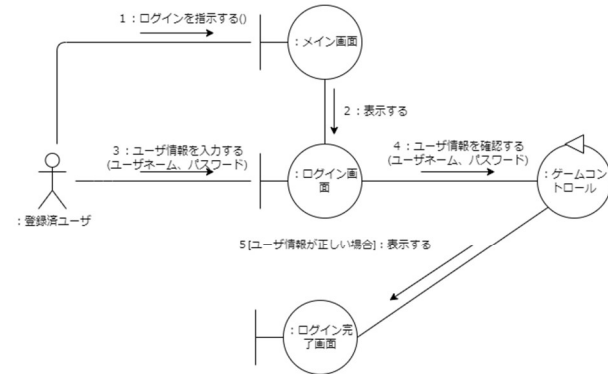 1：ログインを指示する()
：メイン画面
2：表示する
3：ユーザ情報を入力する
(ユーザネーム、パスワード)
4：ユーザ情報を確認する
(ユーザネーム、パスワード)
：ログイン画
面
：ゲームコン
トロール
：登録済ユーザ
5[ユーザ情報が正しい場合]：表示する
：ログイン完
了画面